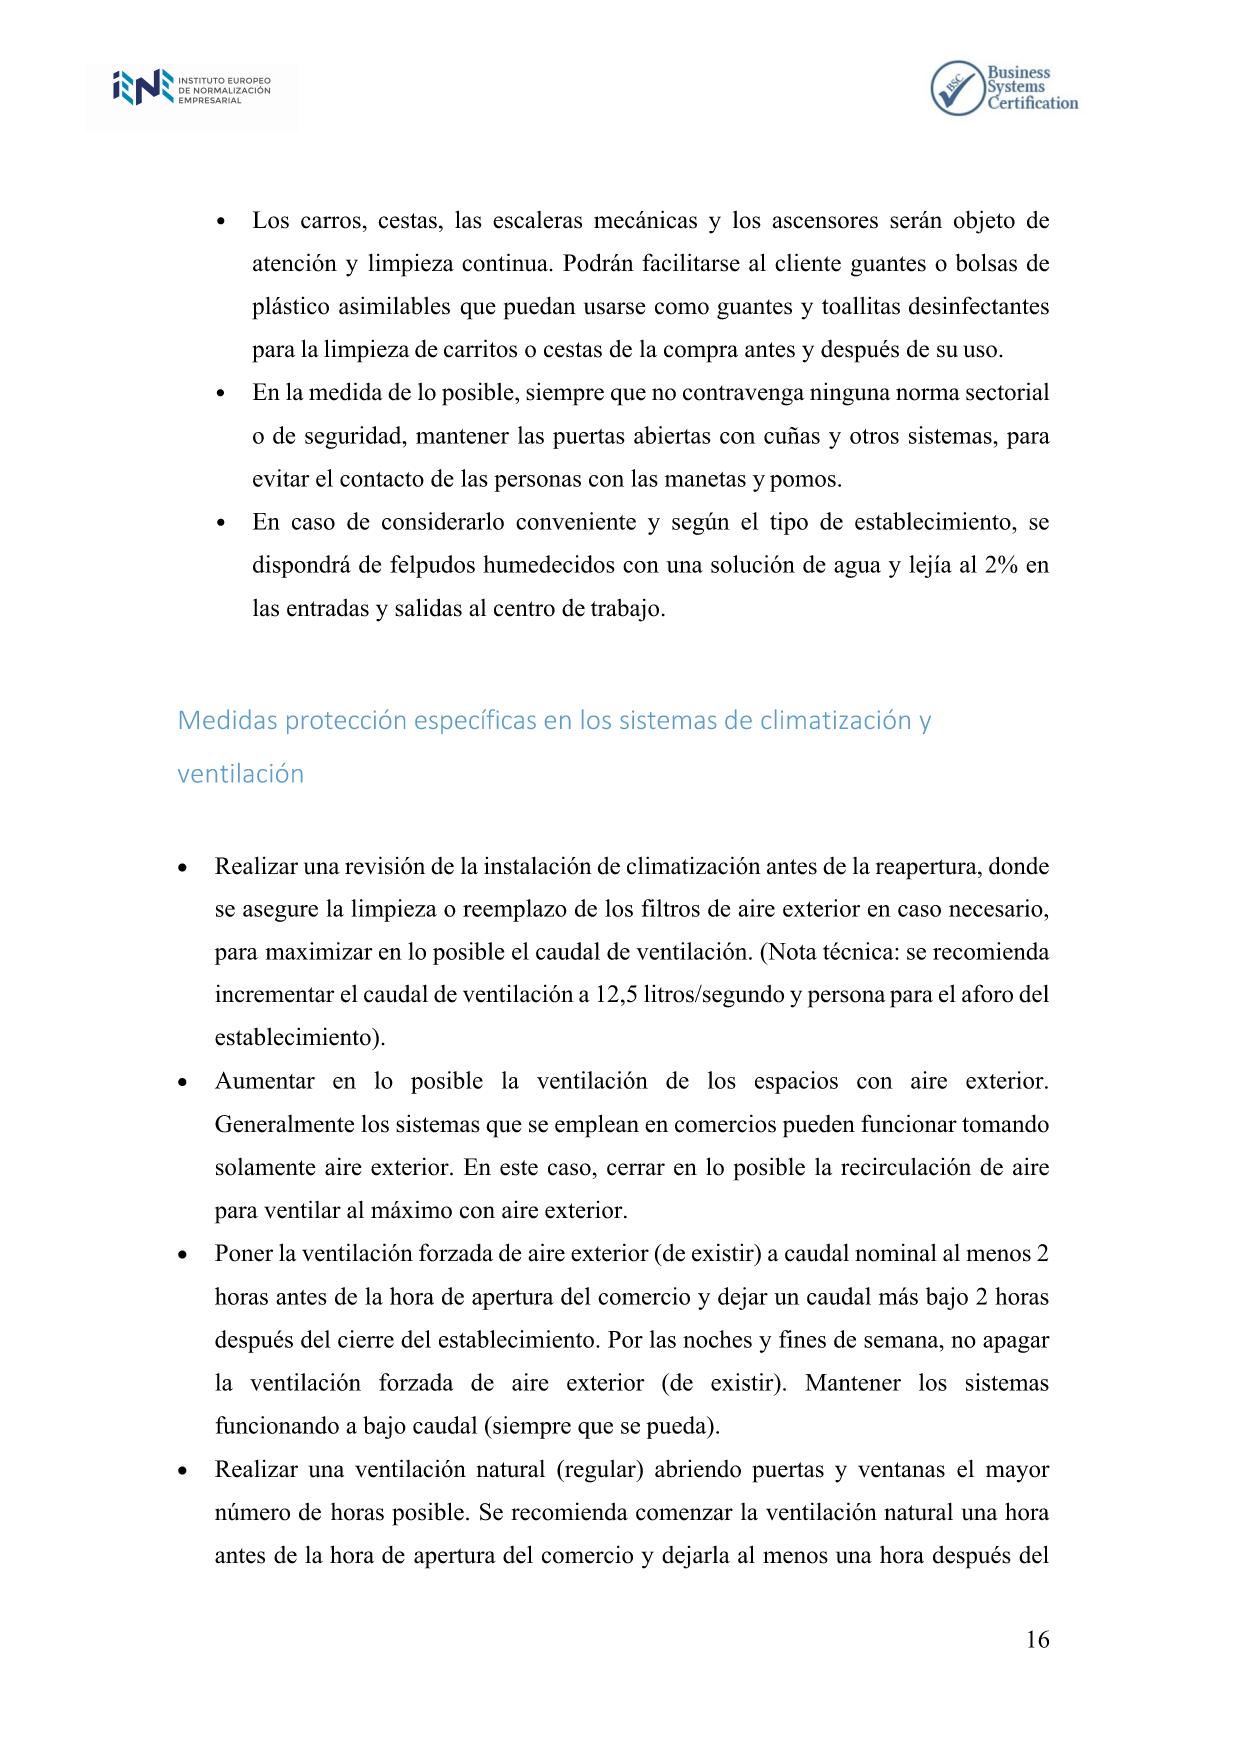 INSTITUTO EUROPEO
DE NORMALIZACIÓN
EMPRESARIAL
BSC
Business
Systems
Certification
• Los carros, cestas, las escaleras mecánicas y los ascensores serán objeto de
atención y limpieza continua. Podrán facilitarse al cliente guantes o bolsas de
plástico asimilables que puedan usarse como guantes y toallitas desinfectantes
para la limpieza de carritos o cestas de la compra antes y después de su uso.
• En la medida de lo posible, siempre que no contravenga ninguna norma sectorial
o de seguridad, mantener las puertas abiertas con cuñas y otros sistemas, para
evitar el contacto de las personas con las manetas y pomos.
• En caso de considerarlo conveniente y según el tipo de establecimiento, se
dispondrá de felpudos humedecidos con una solución de agua y lejía al 2% en
las entradas y salidas al centro de trabajo.
Medidas protección específicas en los sistemas de climatización y
ventilación
• Realizar una revisión de la instalación de climatización antes de la reapertura, donde
se asegure la limpieza o reemplazo de los filtros de aire exterior en caso necesario,
para maximizar en lo posible el caudal de ventilación. (Nota técnica: se recomienda
incrementar el caudal de ventilación a 12,5 litros/segundo y persona para el aforo del
establecimiento).
• Aumentar en lo posible la ventilación de los espacios con aire exterior.
Generalmente los sistemas que se emplean en comercios pueden funcionar tomando
solamente aire exterior. En este caso, cerrar en lo posible la recirculación de aire
para ventilar al máximo con aire exterior.
• Poner la ventilación forzada de aire exterior (de existir) a caudal nominal al menos 2
horas antes de la hora de apertura del comercio y dejar un caudal más bajo 2 horas
después del cierre del establecimiento. Por las noches y fines de semana, no apagar
la ventilación forzada de aire exterior (de existir). Mantener los sistemas
funcionando a bajo caudal (siempre que se pueda).
• Realizar una ventilación natural (regular) abriendo puertas y ventanas el mayor
número de horas posible. Se recomienda comenzar la ventilación natural una hora
antes de la hora de apertura del comercio y dejarla al menos una hora después del
16